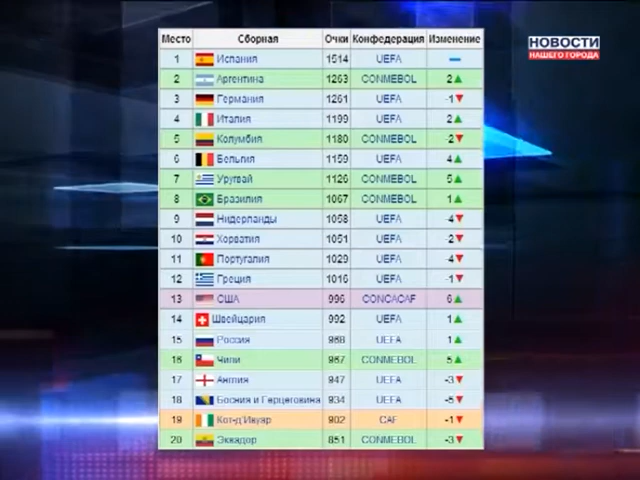 Место Сборная Очки Конфедерация Изменение
1 Испания 1514 UEFA
2 Аргентина 1263 CONMEBOL 2
3 Германия 1261 UEFA -1
4 Италия 1199 UEFA 2
5 Колумбия 1180 CONMEBOL -2
6 Бельгия 1159 UEFA 4
7 Уругвай 1126 CONMEBOL 5
8 Бразилия 1067 CONMEBOL 1
9 Нидерланды 1058 UEFA -4
10 Хорватия 1051 UEFA -2
11 Португалия 1029 UEFA -4
12 Греция 1016 UEFA -1
13 США 996 CONCACAF 6
14 Швейцария 992 UEFA 1
15 Россия 968 UEFA 1
16 Чили 967 CONMEBOL 5
17 Англия 947 UEFA -3
18 Босния и Герцеговина 934 UEFA -5
19 Кот-д'Ивуар 902 CAF -1
20 Эквадор 851 CONMEBOL -3
НОВОСТИ
НАШЕГО ГОРОДА